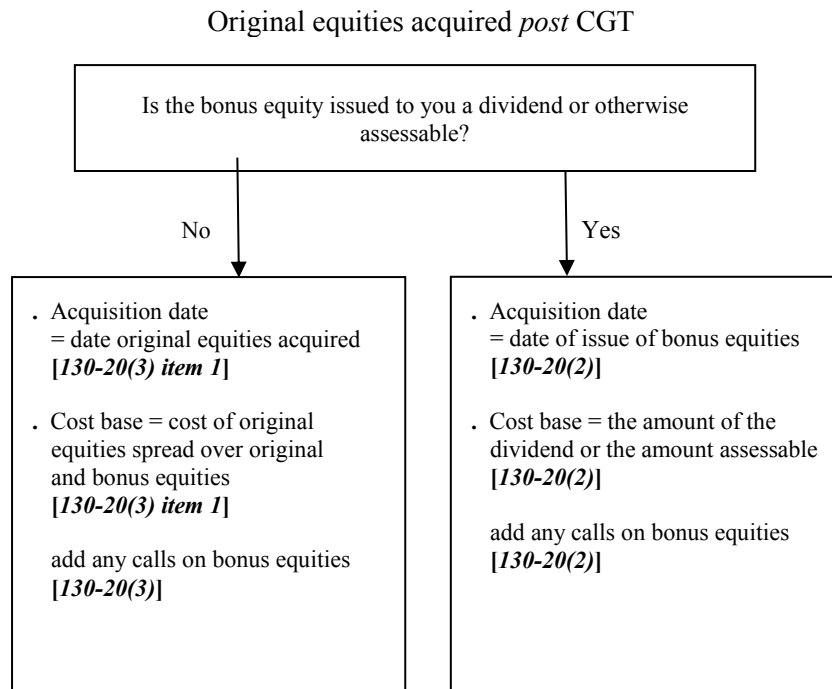 Original equities acquired post CGT
Is the bonus equity issued to you a dividend or otherwise
assessable?
No
Yes
. Acquisition date
= date original equities acquired
[130-20(3) item 1]
. Cost base = cost of original
equities spread over original
and bonus equities
[130-20(3) item 1]
add any calls on bonus equities
[130-20(3)]
. Acquisition date
= date of issue of bonus equities
[130-20(2)]
. Cost base = the amount of the
dividend or the amount assessable
[130-20(2)]
add any calls on bonus equities
[130-20(2)]